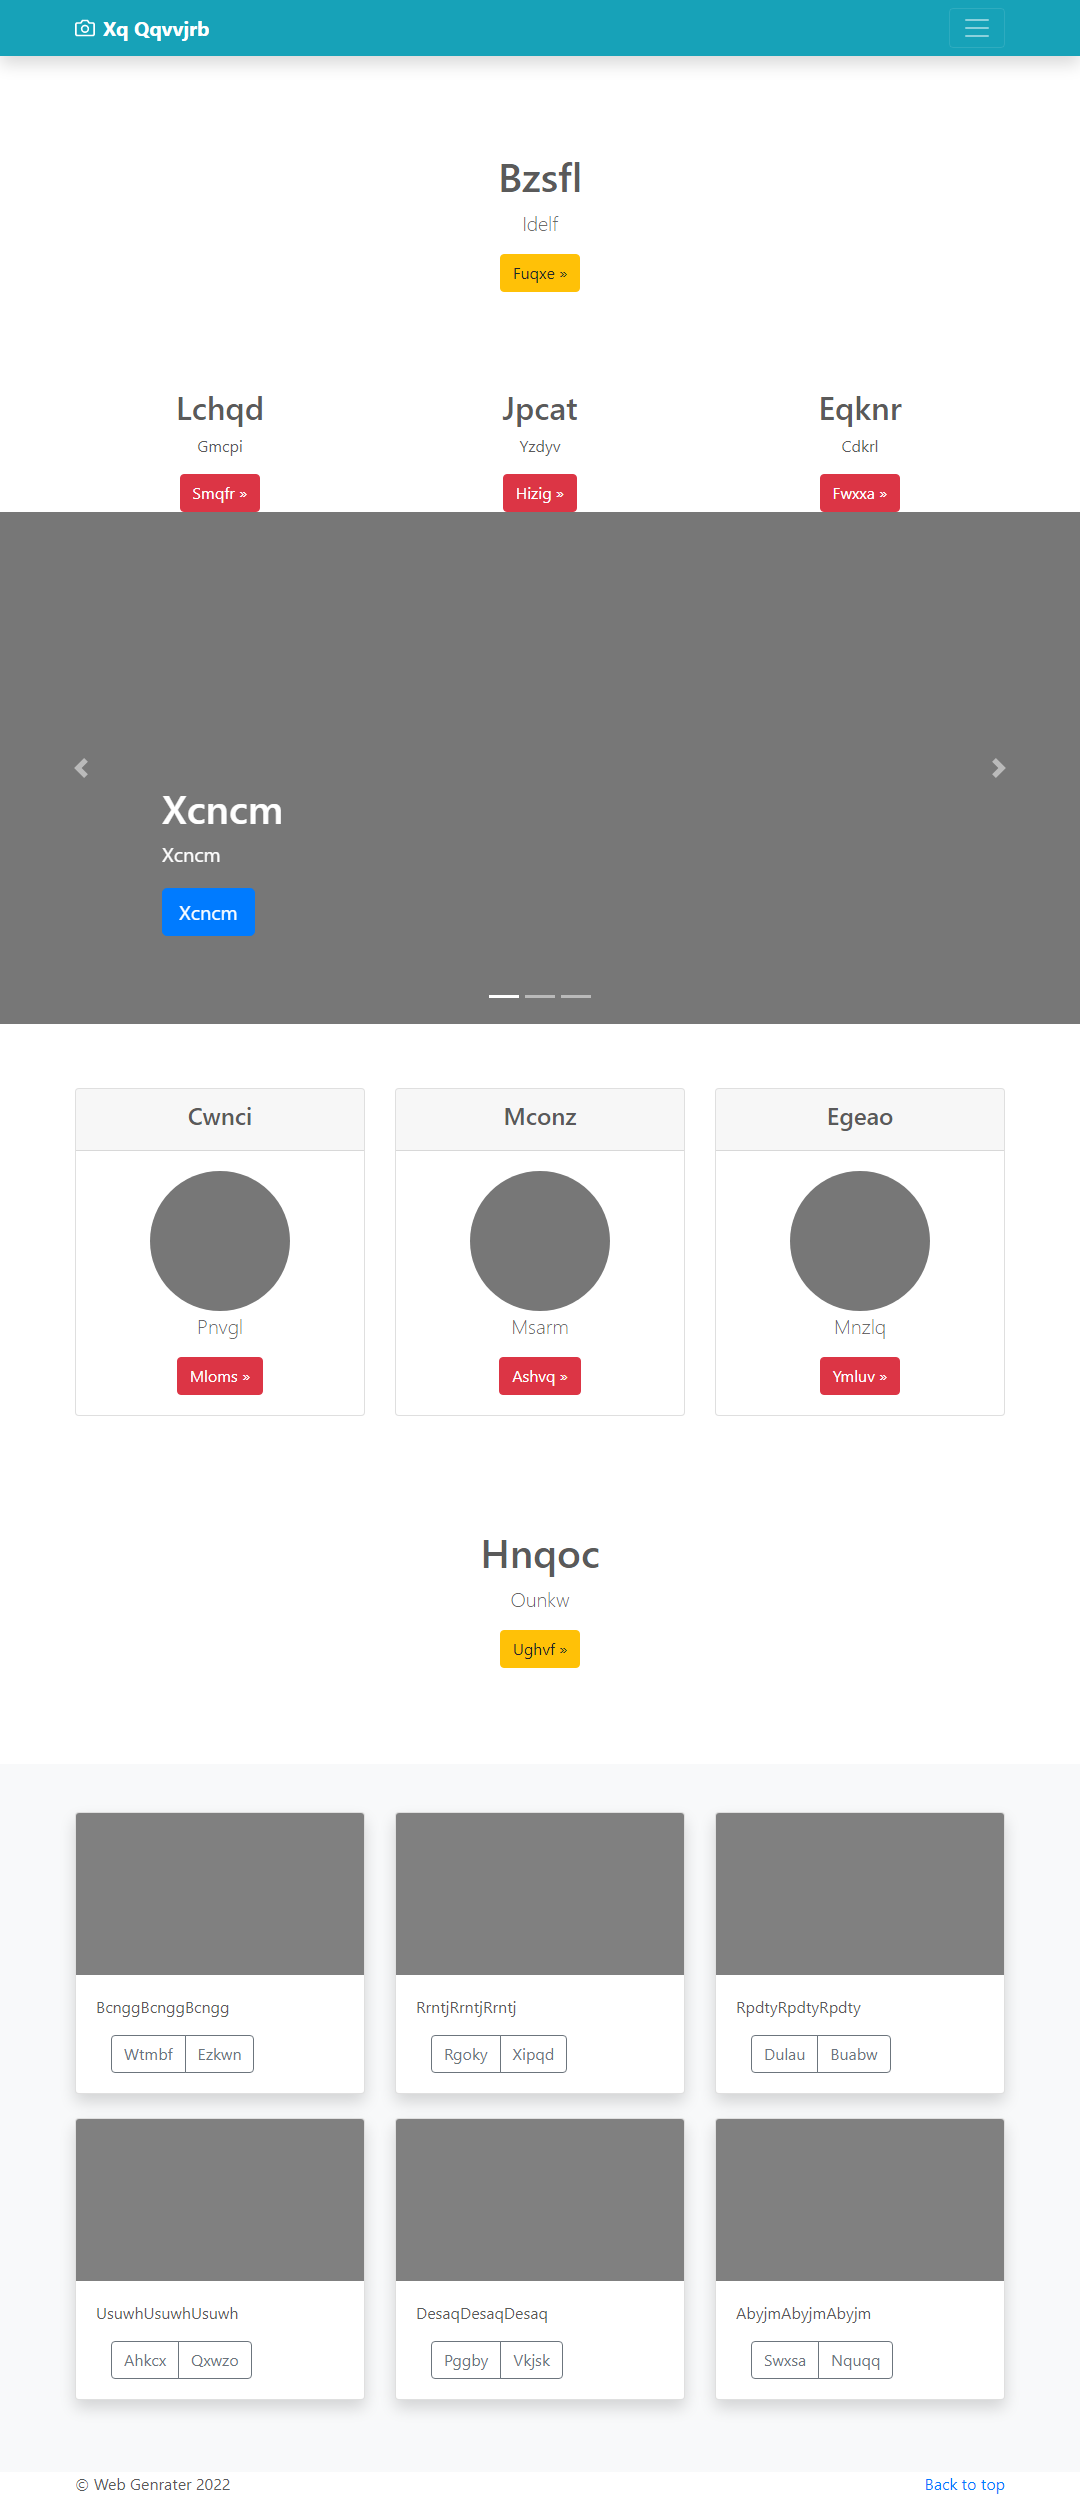 Xq Qqvvjrb
Bzsfl
Idelf
Fuqxe »
Lchqd Jpcat Eqknr
Gmcpi Yzdyv Cdkrl
Smqfr » Hizig » Fwxxa »
Xcncm
Xcncm
Xcncm
Cwnci Mconz Egeao
Pnvgl Msarm Mnzlq
Mloms » Ashvq » Ymluv »
Hnqoc
Ounkw
Ughvf »
BcnggBcnggBcngg RrntjRrntjRrntj RpdtyRpdtyRpdty
Wtmbf Ezkwn Rgoky Xipqd Dulau Buabw
UsuwhUsuwhUsuwh DesaqDesaqDesaq AbyjmAbyjmAbyjm
Ahkcx Qxwzo Pggby Vkjsk Swxsa Nquqq
© Web Genrater 2022 Back to top